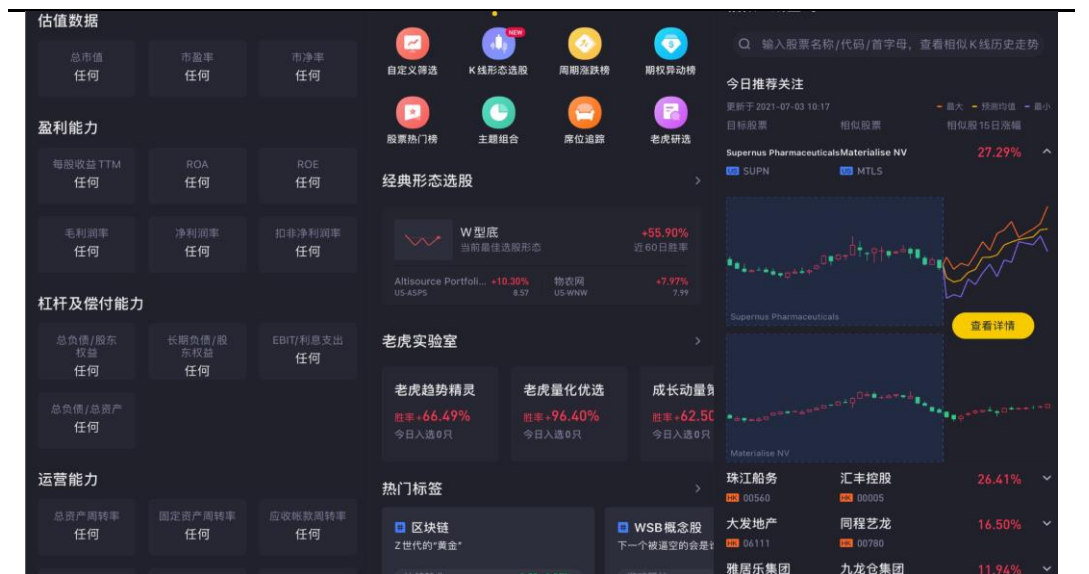 估值数据
总市值 市盈率 市净率
任何 任何 任何
盈利能力
每股收益TTM ROA ROE
任何 任何 任何
毛利润率 净利润率 扣非净利润率
任何 任何 任何
杠杆及偿付能力
总负债/股东权益 长期负债/股东权益 EBIT/利息支出
任何 任何 任何
总负债/总资产
任何
运营能力
总资产周转率 固定资产周转率 应收帐款周转率
任何 任何 任何
NEW
自定义筛选 K线形态选股 周期涨跌榜 期权异动榜
股票热门榜 主题组合 席位追踪 老虎研选
经典形态选股
W型底 +55.90%
当前最佳选股形态 近60日胜率
Altisource Portfoli... +10.30% 物农网 +7.97%
US-ASPS 8.57 US-WNW 7.99
老虎实验室
老虎趋势精灵 老虎量化优选 成长动量
胜率+66.49% 胜率+96.40% 胜率+62.50
今日入选0只 今日入选0只 今日入选0只
热门标签
区块链 WSB概念股
Z世代的"黄金" 下一个被逼空的会是
输入股票名称/代码/首字母，查看相似K线历史走势
今日推荐关注
更新于2021-07-03 10:17 最大 预测均值 最小
目标股票 相似股票 相似股15日涨幅
Supernus Pharmaceuticals Materialise NV 27.29%
US SUPN US MTLS
Supernus Pharmaceuticals
查看详情
Materialise NV
珠江船务 汇丰控股 26.41%
HK 00560 HK 00005
大发地产 同程艺龙 16.50%
HK 06111 HK 00780
雅居乐集团 九龙仓集团 11.94%